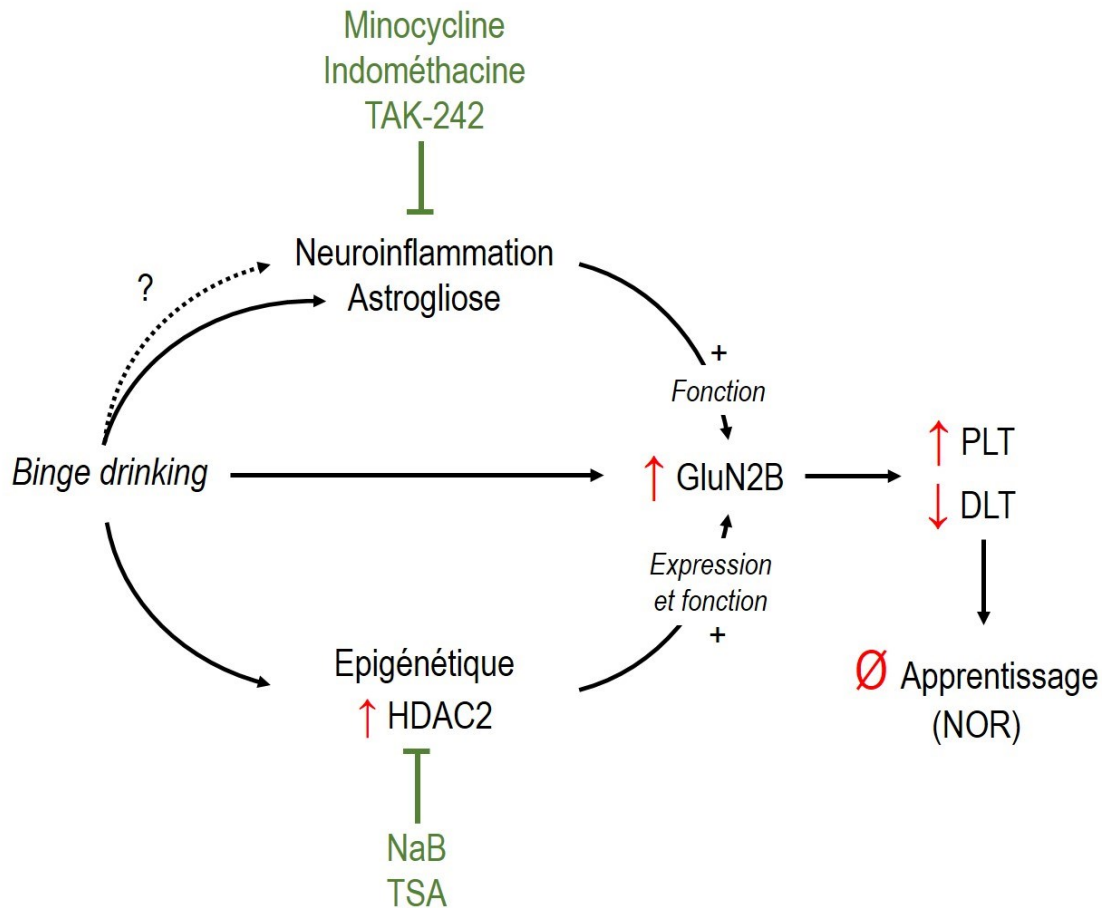 Minocycline
Indométhacine
TAK-242
Neuroinflammation
Astrogliose
?
+
Fonction
Binge drinking
↑ GluN2B
↑ PLT
↓ DLT
Expression
et fonction
+
Epigénétique
↑ HDAC2
Ø Apprentissage
(NOR)
NaB
TSA